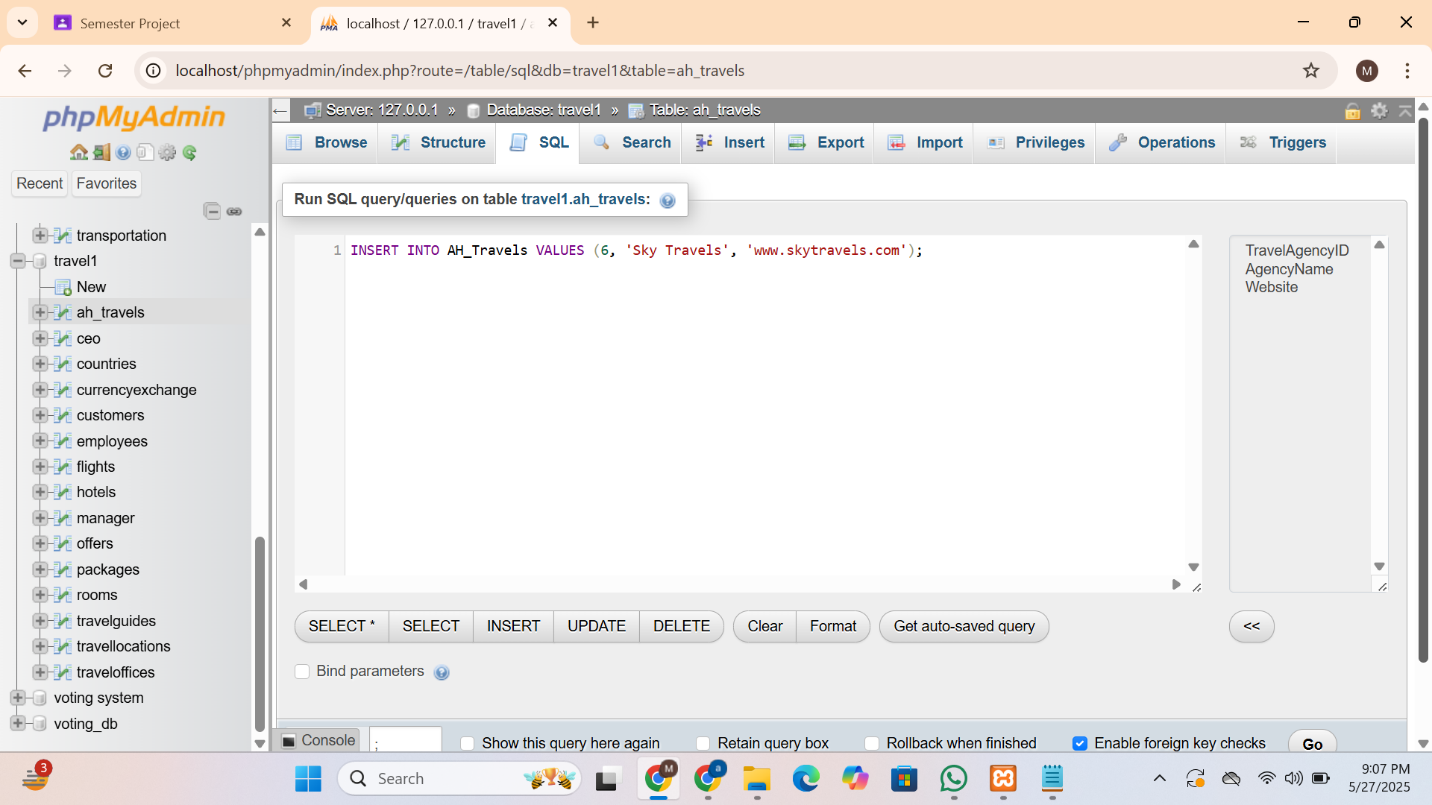 Semester Project
localhost / 127.0.0.1 / travel1 /
localhost/phpmyadmin/index.php?route=/table/sql&db=travel1&table=ah_travels
M
phpMyAdmin
Recent
Favorites
transportation
travel1
New
ah_travels
ceo
countries
currencyexchange
customers
employees
flights
hotels
manager
offers
packages
rooms
travelguides
travellocations
traveloffices
voting system
voting_db
Server: 127.0.0.1 » Database: travel1 » Table: ah_travels
Browse Structure SQL Search Insert Export Import Privileges Operations Triggers
Run SQL query/queries on table travel1.ah_travels:
1 INSERT INTO AH_Travels VALUES (6, 'Sky Travels', 'www.skytravels.com');
TravelAgencyID
AgencyName
Website
SELECT * SELECT INSERT UPDATE DELETE Clear Format Get auto-saved query <<
Bind parameters
Console ; Show this query here again Retain query box Rollback when finished Enable foreign key checks Go
3
Search
M
a
9:07 PM
5/27/2025